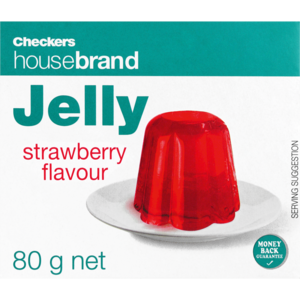 Checkers
housebrand
Jelly
strawberry
flavour
80 g net
SERVING SUGGESTION
MONEY
BACK
GUARANTEE